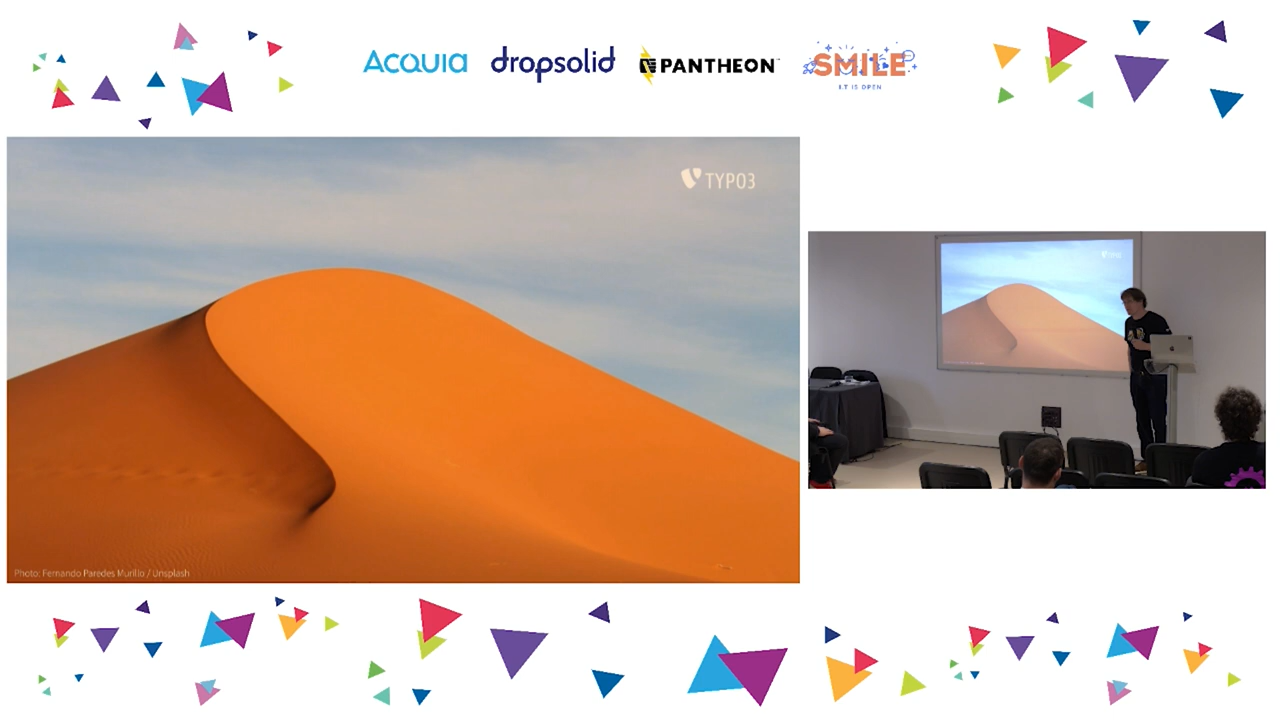 ACQUIA
dropsolid
PANTHEON
SMILE
I.T IS OPEN
TYPO3
Photo: Fernando Paredes Murillo / Unsplash